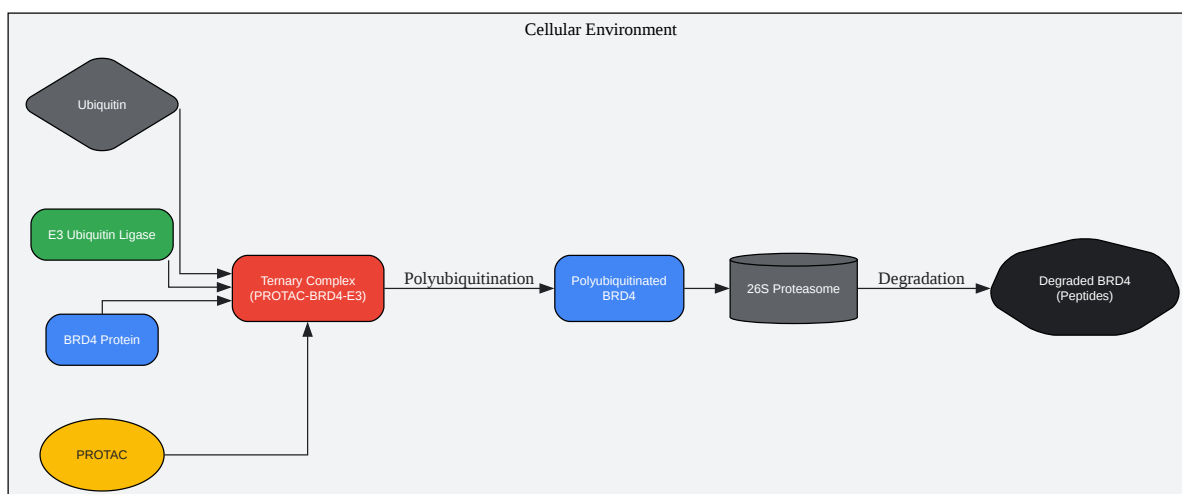 Cellular Environment
Ubiquitin
E3 Ubiquitin Ligase
BRD4 Protein
PROTAC
Ternary Complex
(PROTAC-BRD4-E3)
Polyubiquitination
Polyubiquitinated
BRD4
26S Proteasome
Degradation
Degraded BRD4
(Peptides)